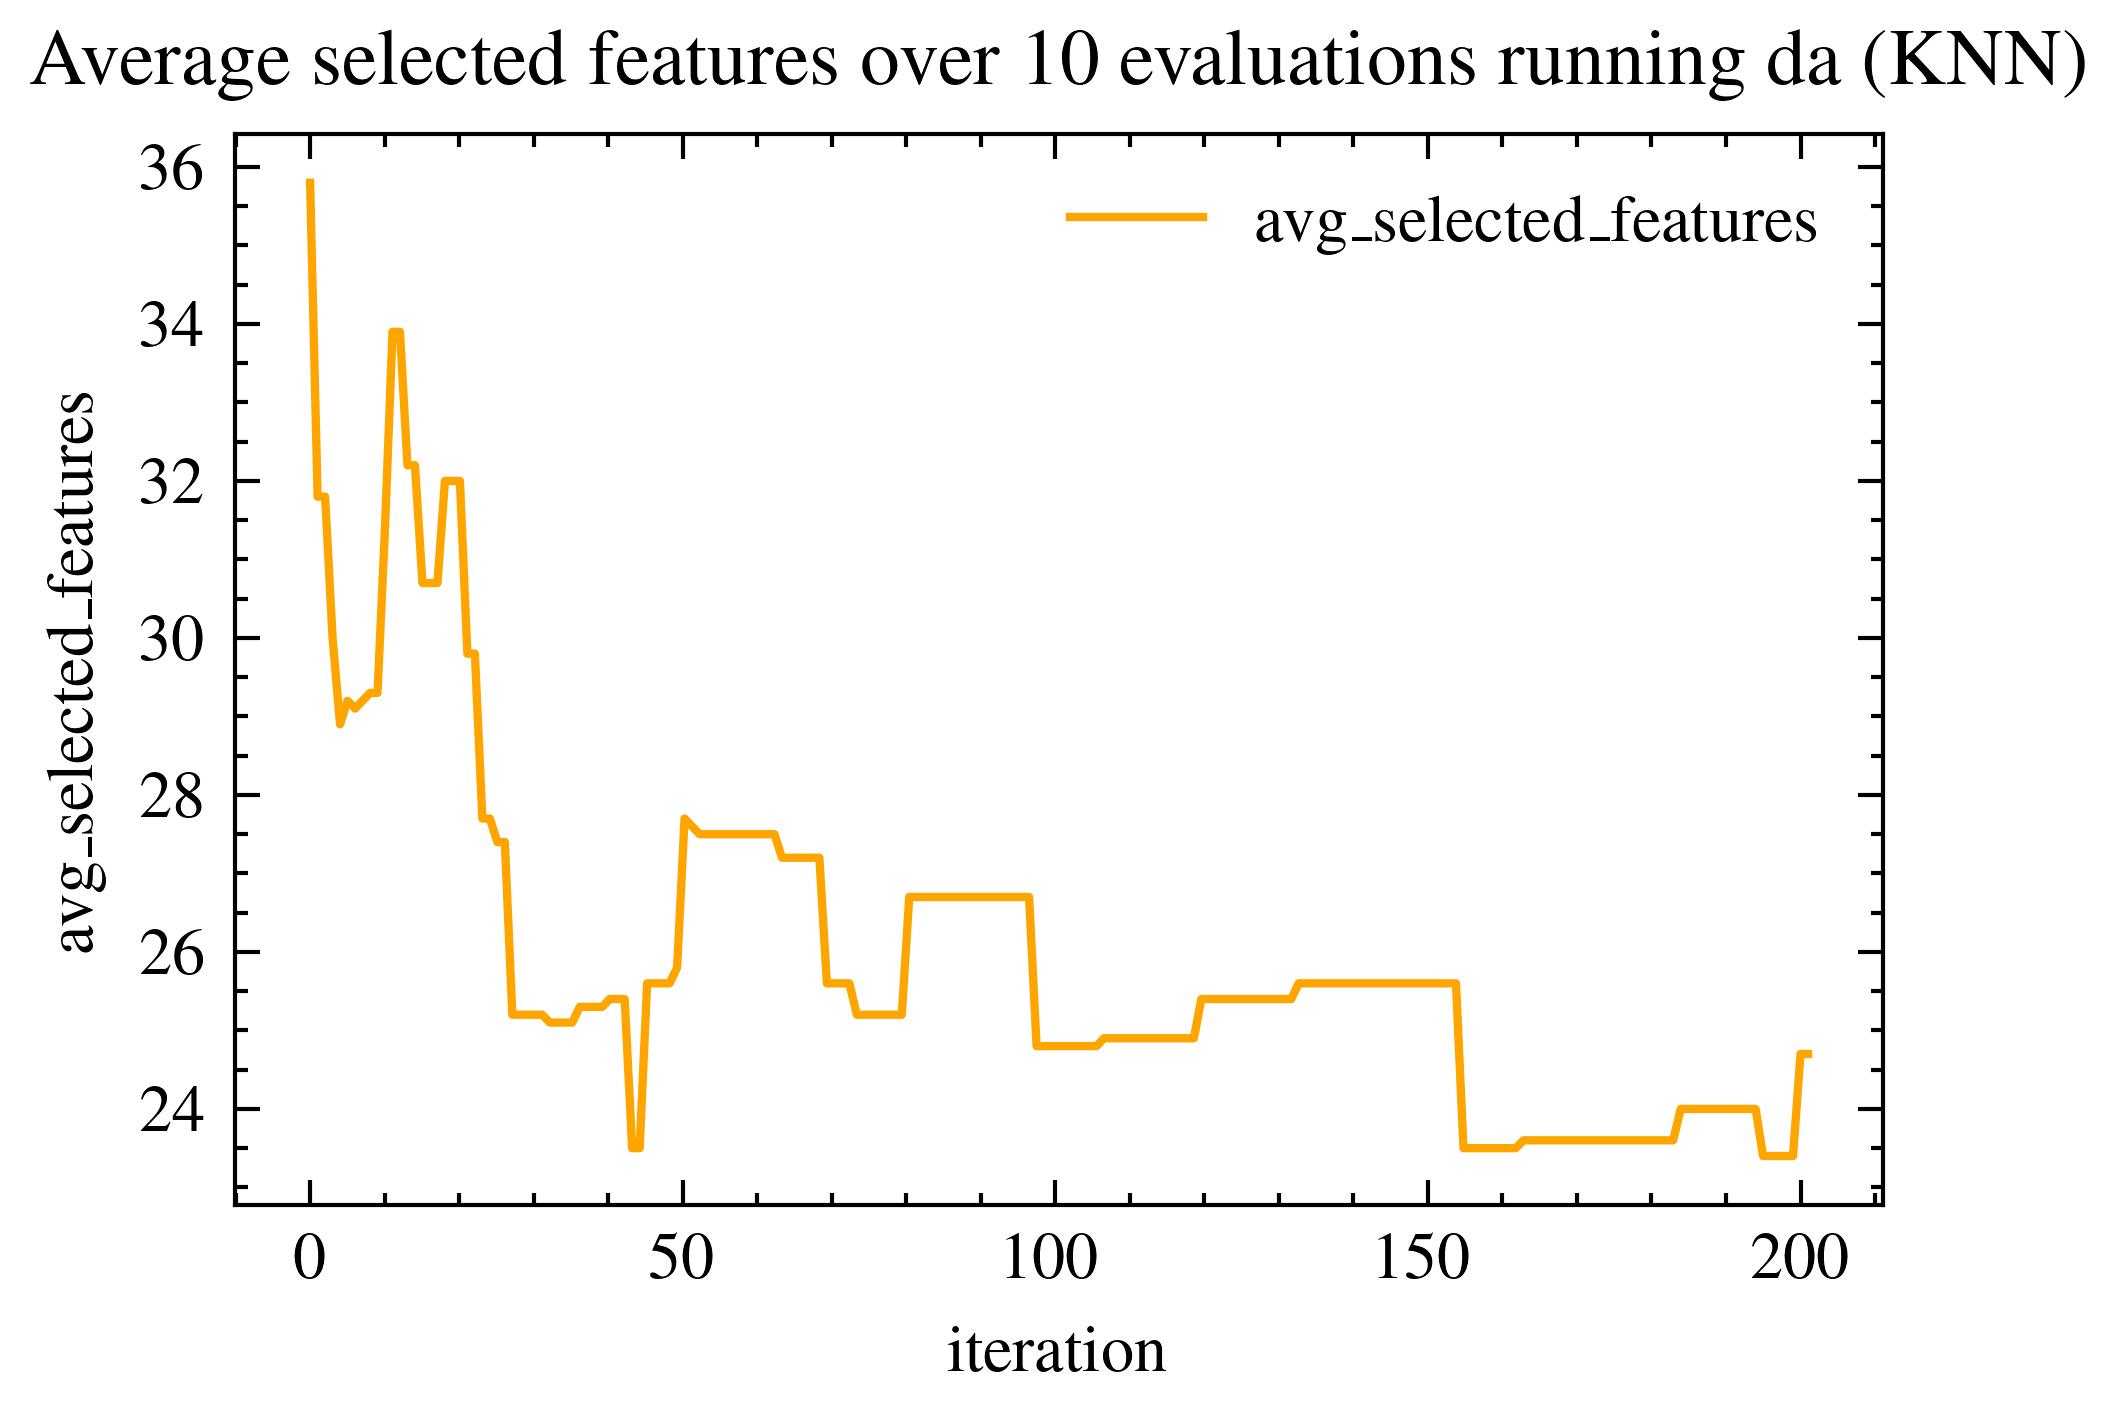 Average selected features over 10 evaluations running da (KNN)
avg_selected_features
avg_selected_features
36
34
32
30
28
26
24
0 50 100 150 200
iteration